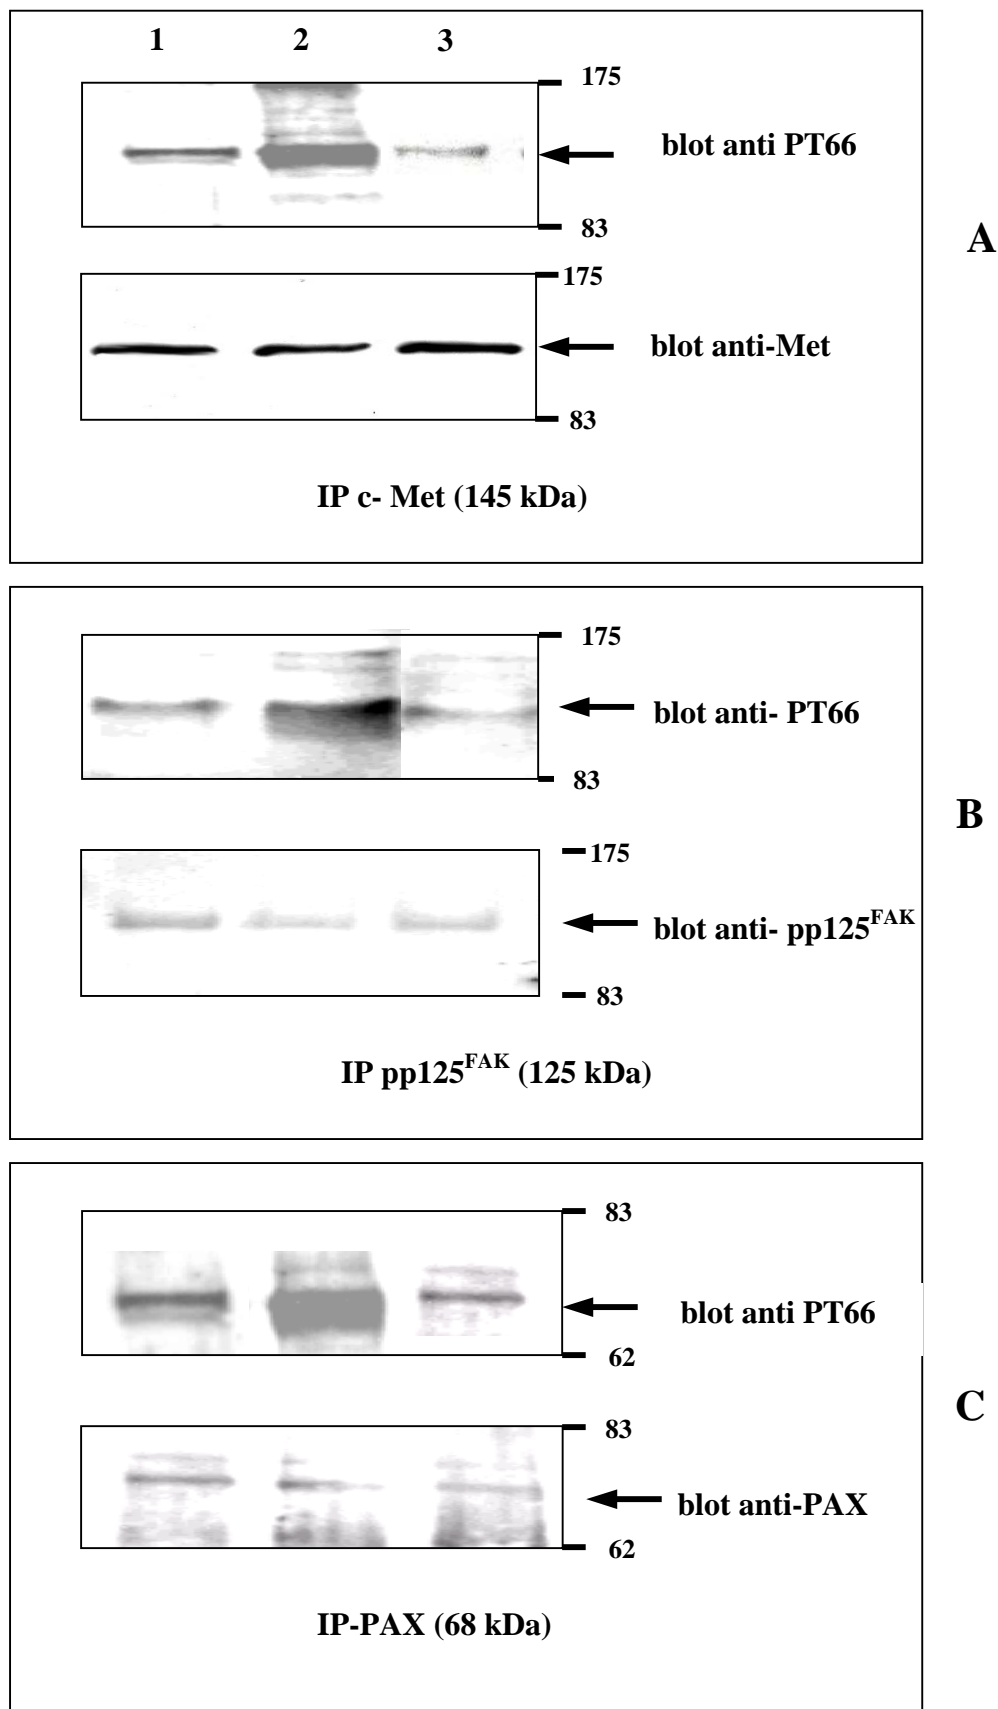 1 2 3
175
blot anti PT66
83
A
175
blot anti-Met
83
IP c- Met (145 kDa)
175
blot anti- PT66
83
B
175
blot anti- pp125FAK
83
IP pp125FAK (125 kDa)
83
blot anti PT66
62
C
83
blot anti-PAX
62
IP-PAX (68 kDa)